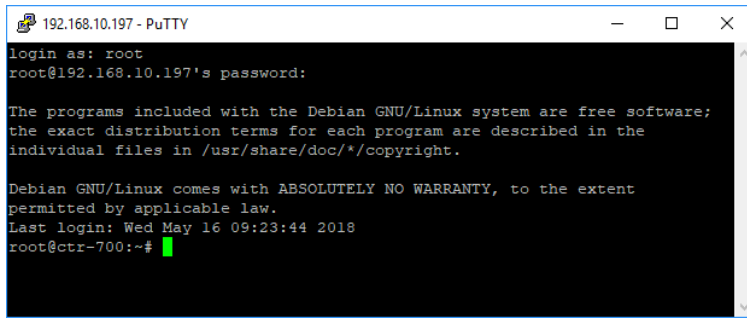 192.168.10.197 - PuTTY
login as: root
root@192.168.10.197's password:
The programs included with the Debian GNU/Linux system are free software;
the exact distribution terms for each program are described in the
individual files in /usr/share/doc/*/copyright.
Debian GNU/Linux comes with ABSOLUTELY NO WARRANTY, to the extent
permitted by applicable law.
Last login: Wed May 16 09:23:44 2018
root@ctr-700:~#